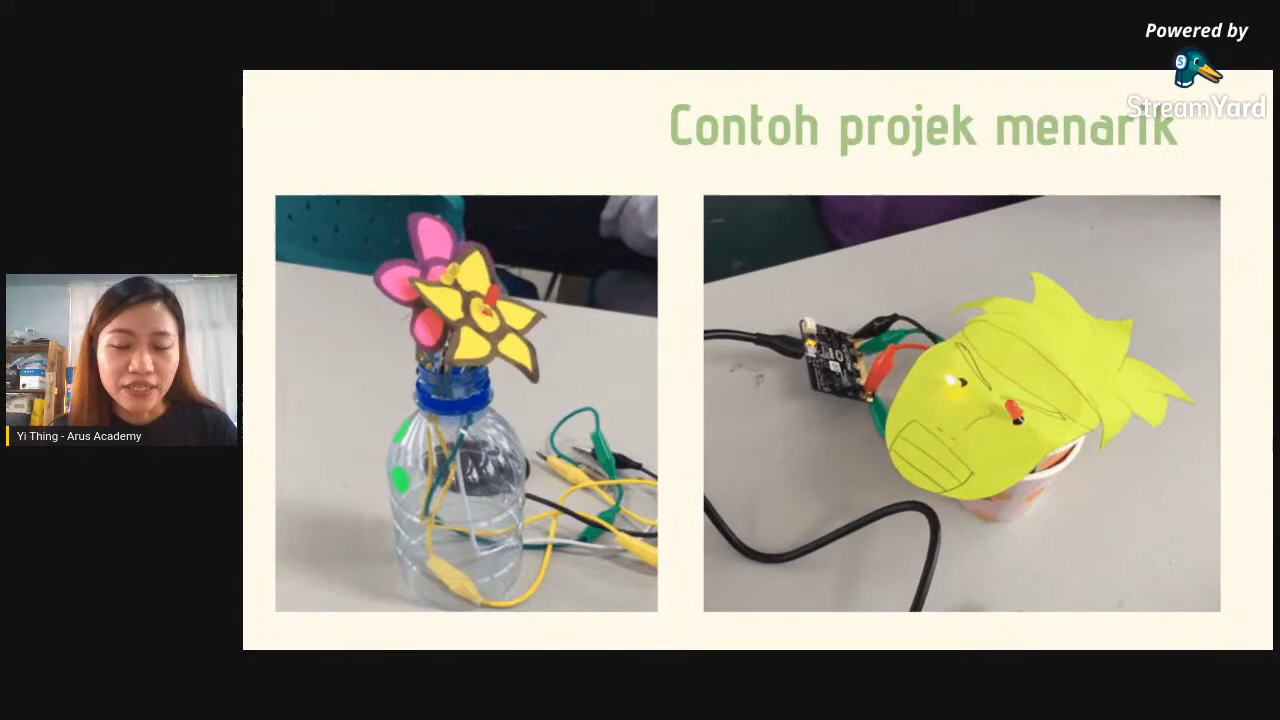 Powered by
StreamYard
Contoh projek menarik
Yi Thing - Arus Academy